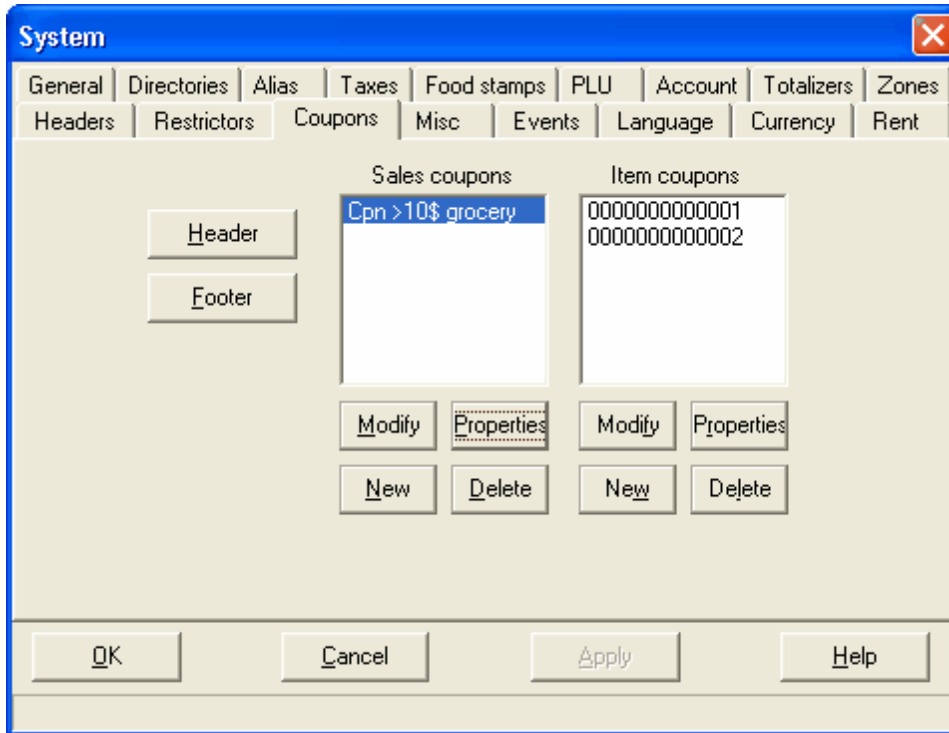 System
General Directories Alias Taxes Food stamps PLU Account Totalizers Zones
Headers Restrictors Coupons Misc Events Language Currency Rent
Sales coupons Item coupons
Header
Footer
Cpn >10$ grocery
0000000000001
0000000000002
Modify Properties Modify Properties
New Delete New Delete
OK Cancel Apply Help